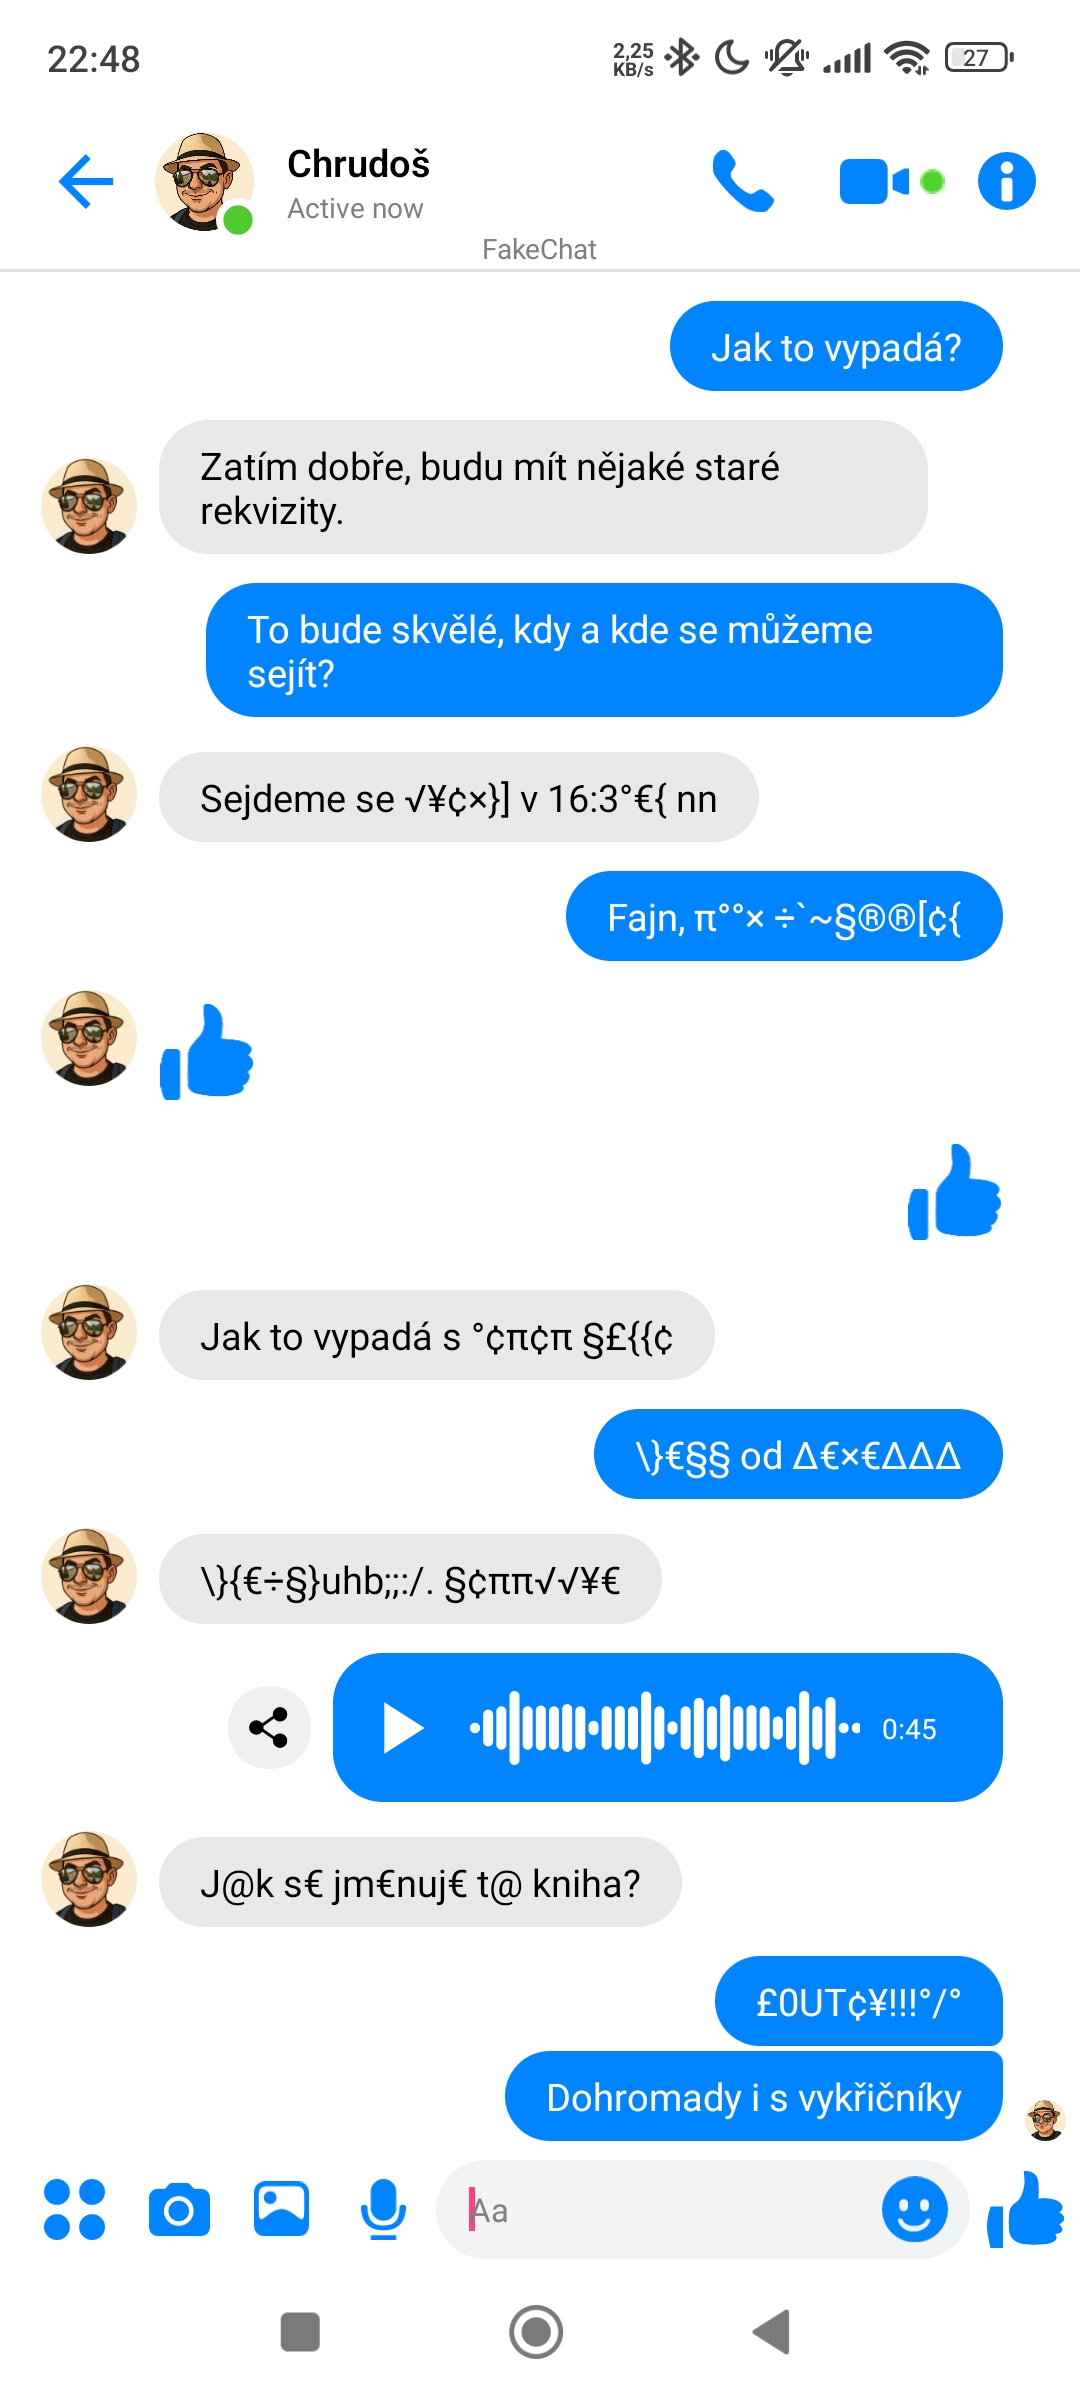 22:48
2,25
KB/s
27
Chrudoš
Active now
FakeChat
Jak to vypadá?
Zatím dobře, budu mít nějaké staré
rekvizity.
To bude skvělé, kdy a kde se můžeme
sejít?
Sejdeme se √¥¢×}] v 16:3°€{ nn
Fajn, π°°× ÷`~§®®[¢{
Jak to vypadá s °¢π¢π §£{{¢
\}€§§ od ∆€×€∆∆∆
\}{€÷§}uhb;;:/. §¢ππ√√¥€
0:45
J@k s€ jm€nuj€ t@ kniha?
£0UT¢¥!!!°/°
Dohromady i s vykřičníky
Aa